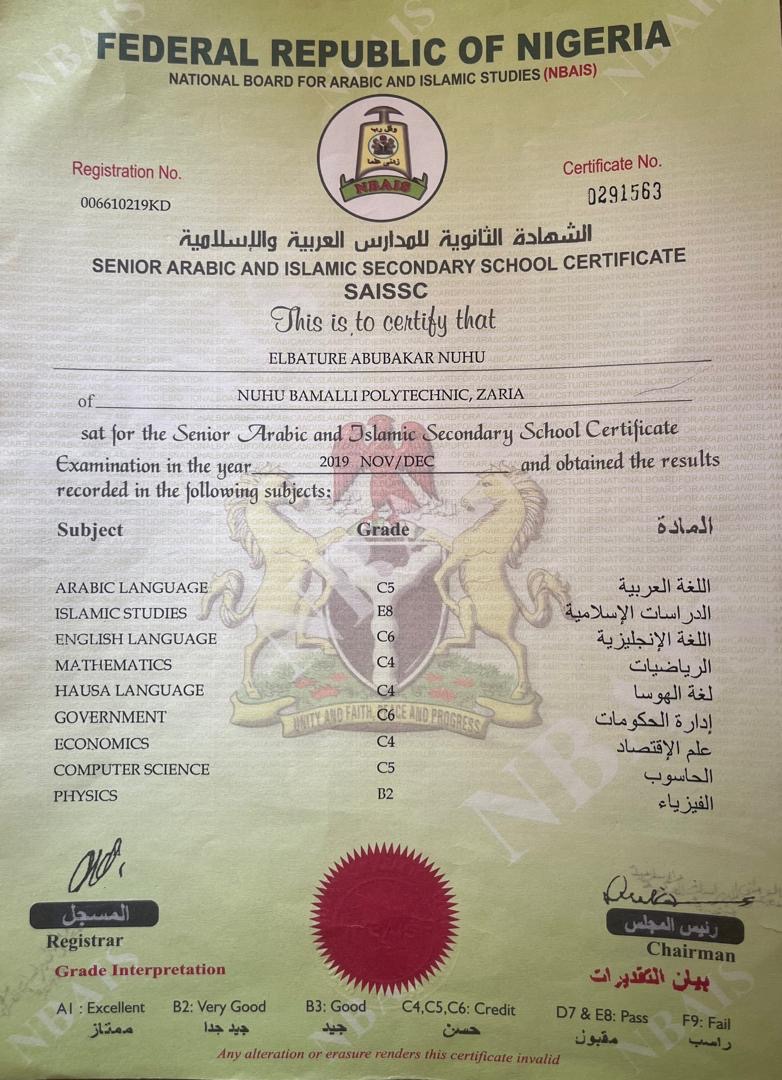 FEDERAL REPUBLIC OF NIGERIA
NATIONAL BOARD FOR ARABIC AND ISLAMIC STUDIES (NBAIS)
وقل رب
زدني علما
NBAIS
Registration No.
006610219KD
Certificate No.
0291563
الشهادة الثانوية للمدارس العربية والإسلامية
SENIOR ARABIC AND ISLAMIC SECONDARY SCHOOL CERTIFICATE
SAISSC
This is to certify that
ELBATURE ABUBAKAR NUHU
of NUHU BAMALLI POLYTECHNIC, ZARIA
sat for the Senior Arabic and Islamic Secondary School Certificate
Examination in the year 2019 NOV/DEC and obtained the results
recorded in the following subjects:
Subject Grade المادة
ARABIC LANGUAGE C5 اللغة العربية
ISLAMIC STUDIES E8 الدراسات الإسلامية
ENGLISH LANGUAGE C6 اللغة الإنجليزية
MATHEMATICS C4 الرياضيات
HAUSA LANGUAGE C4 لغة الهوسا
GOVERNMENT C6 إدارة الحكومات
UNITY AND FAITH, PEACE AND PROGRESS
ECONOMICS C4 علم الإقتصاد
COMPUTER SCIENCE C5 الحاسوب
PHYSICS B2 الفيزياء
المسجل
Registrar
رئيس المجلس
Chairman
Grade Interpretation بيان التقديرات
A1 : Excellent B2: Very Good B3: Good C4,C5,C6: Credit D7 & E8: Pass F9: Fail
ممتاز جيد جدا جيد حسن مقبول راسب
Any alteration or erasure renders this certificate invalid
NBAIS